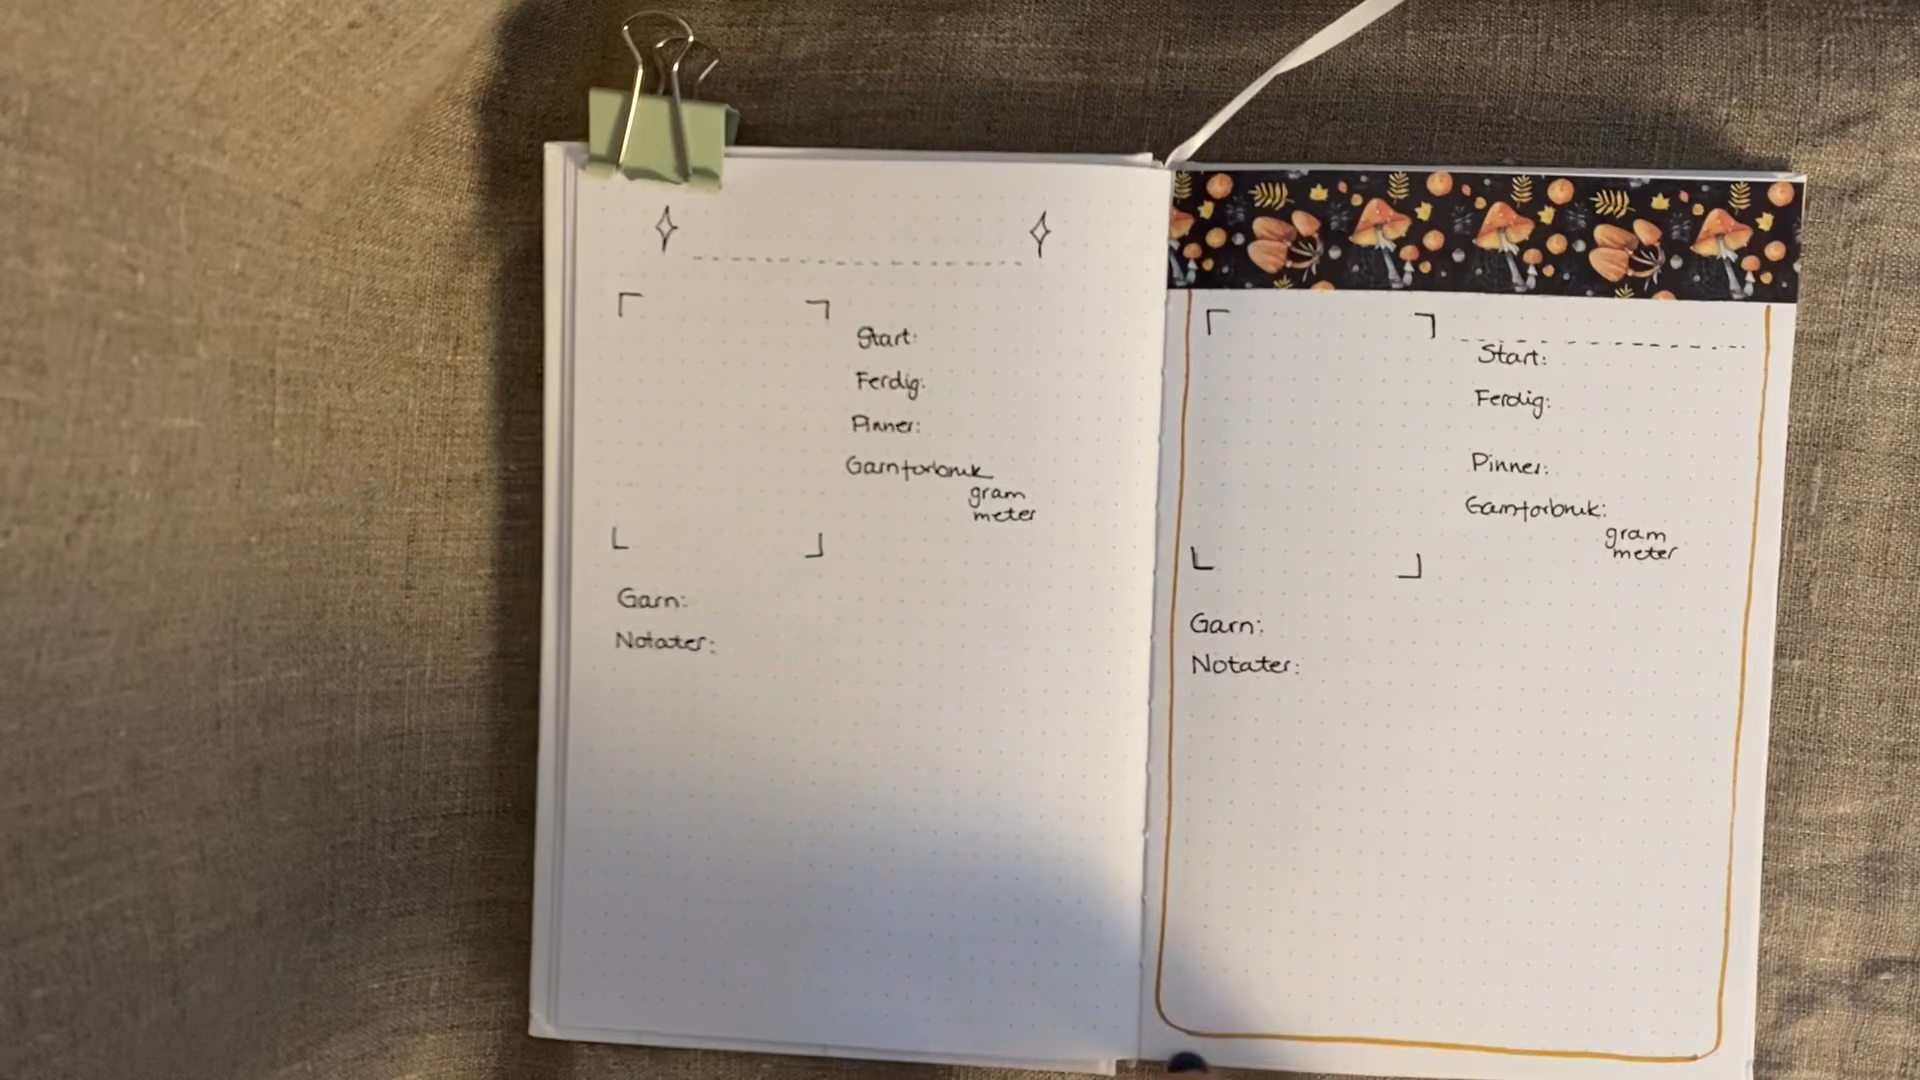 Start:
Ferdig:
Pinner:
Garnforbruk
gram
meter
Garn:
Notater:
Start:
Ferdig:
Pinner:
Garnforbruk:
gram
meter
Garn:
Notater: